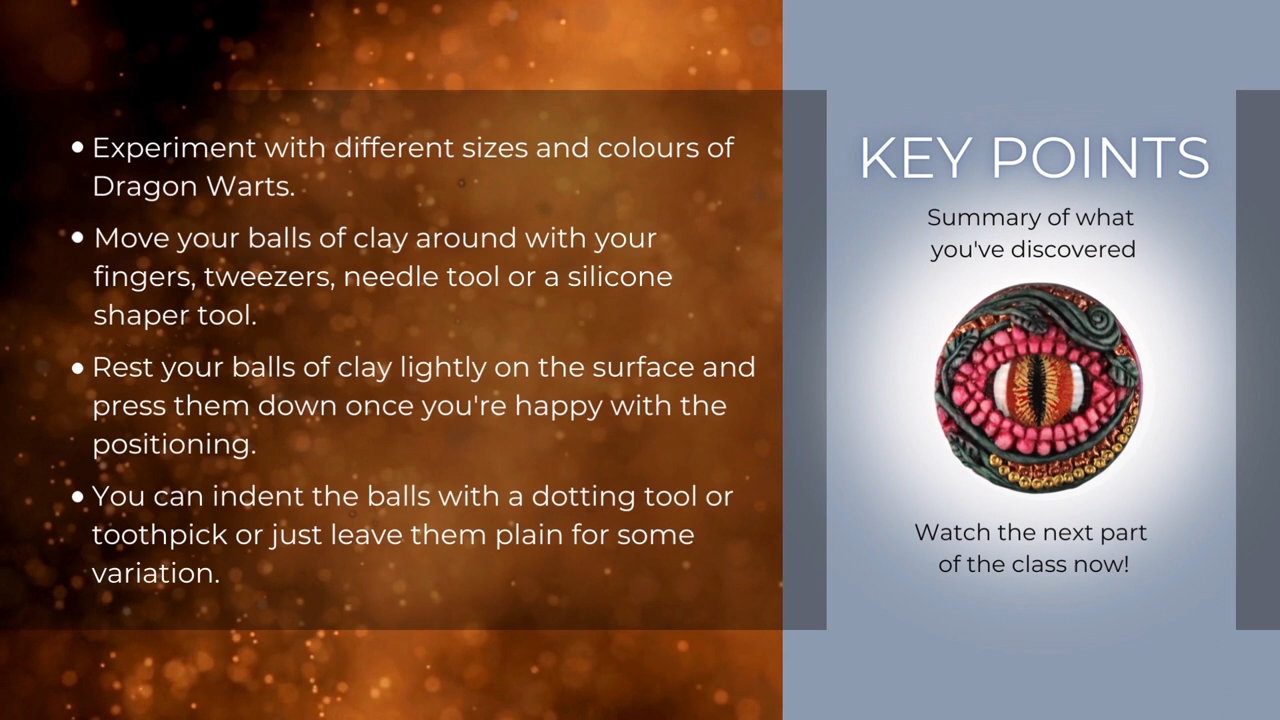 • Experiment with different sizes and colours of
Dragon Warts.
• Move your balls of clay around with your
fingers, tweezers, needle tool or a silicone
shaper tool.
• Rest your balls of clay lightly on the surface and
press them down once you're happy with the
positioning.
• You can indent the balls with a dotting tool or
toothpick or just leave them plain for some
variation.
KEY POINTS
Summary of what
you've discovered
Watch the next part
of the class now!